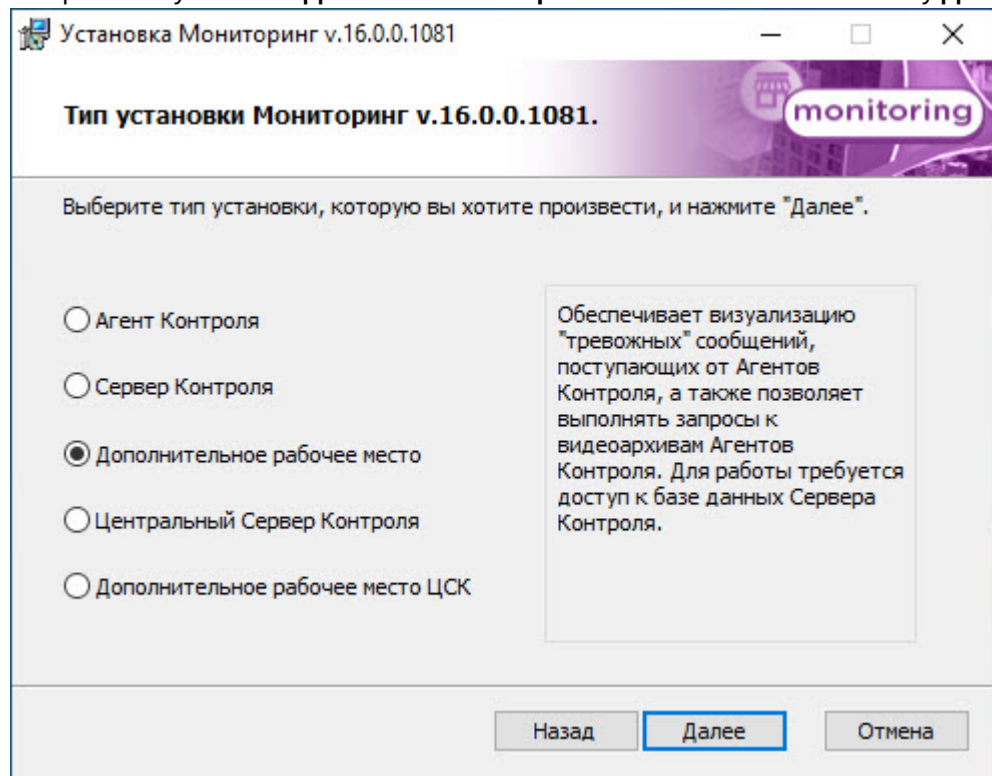 Установка Мониторинг v.16.0.0.1081
Тип установки Мониторинг v.16.0.0.1081.
monitoring
Выберите тип установки, которую вы хотите произвести, и нажмите "Далее".
Агент Контроля
Сервер Контроля
Дополнительное рабочее место
Центральный Сервер Контроля
Дополнительное рабочее место ЦСК
Обеспечивает визуализацию
"тревожных" сообщений,
поступающих от Агентов
Контроля, а также позволяет
выполнять запросы к
видеоархивам Агентов
Контроля. Для работы требуется
доступ к базе данных Сервера
Контроля.
Назад
Далее
Отмена